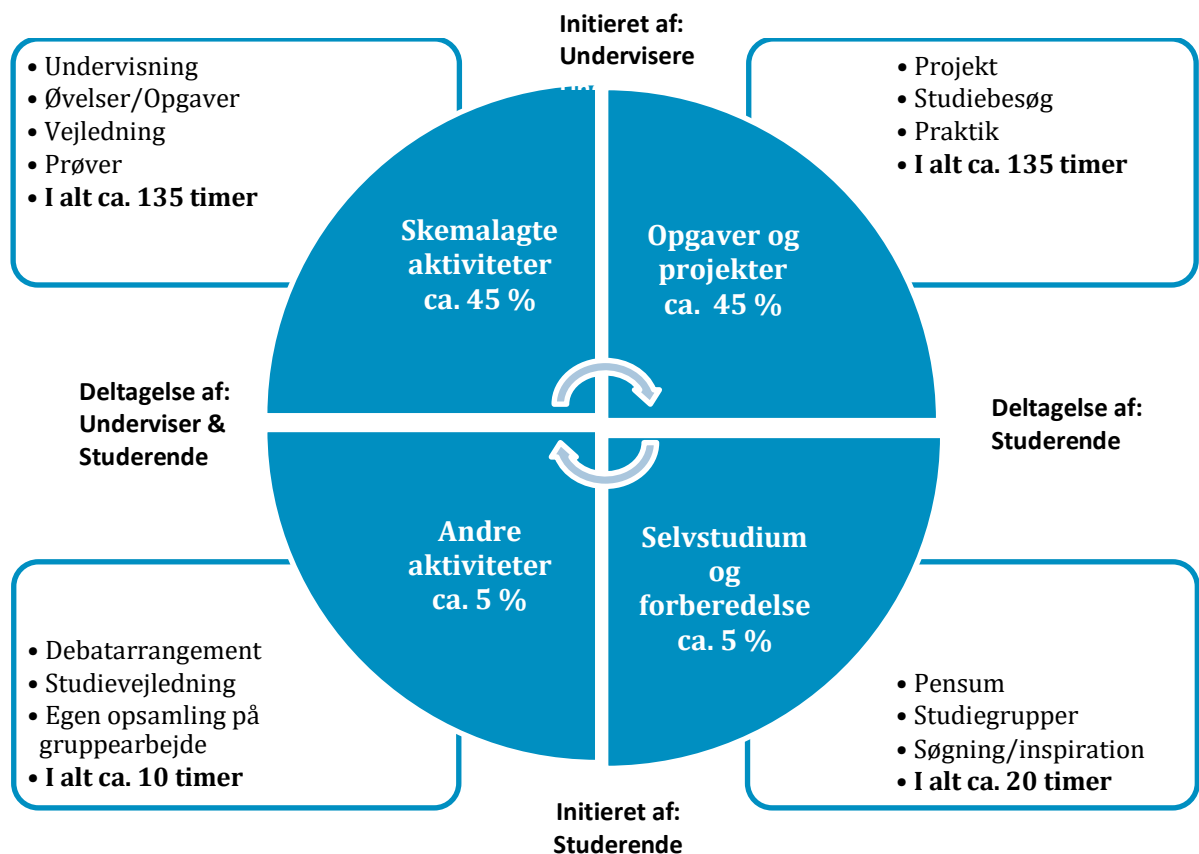 Initieret af:
Undervisere
• Undervisning
• Øvelser/Opgaver
• Vejledning
• Prøver
• I alt ca. 135 timer
• Projekt
• Studiebesøg
• Praktik
• I alt ca. 135 timer
Skemalagte
aktiviteter
ca. 45 %
Opgaver og
projekter
ca. 45 %
Deltagelse af:
Underviser &
Studerende
Deltagelse af:
Studerende
Andre
aktiviteter
ca. 5 %
Selvstudium
og
forberedelse
ca. 5 %
• Debatarrangement
• Studievejledning
• Egen opsamling på
gruppearbejde
• I alt ca. 10 timer
• Pensum
• Studiegrupper
• Søgning/inspiration
• I alt ca. 20 timer
Initieret af:
Studerende